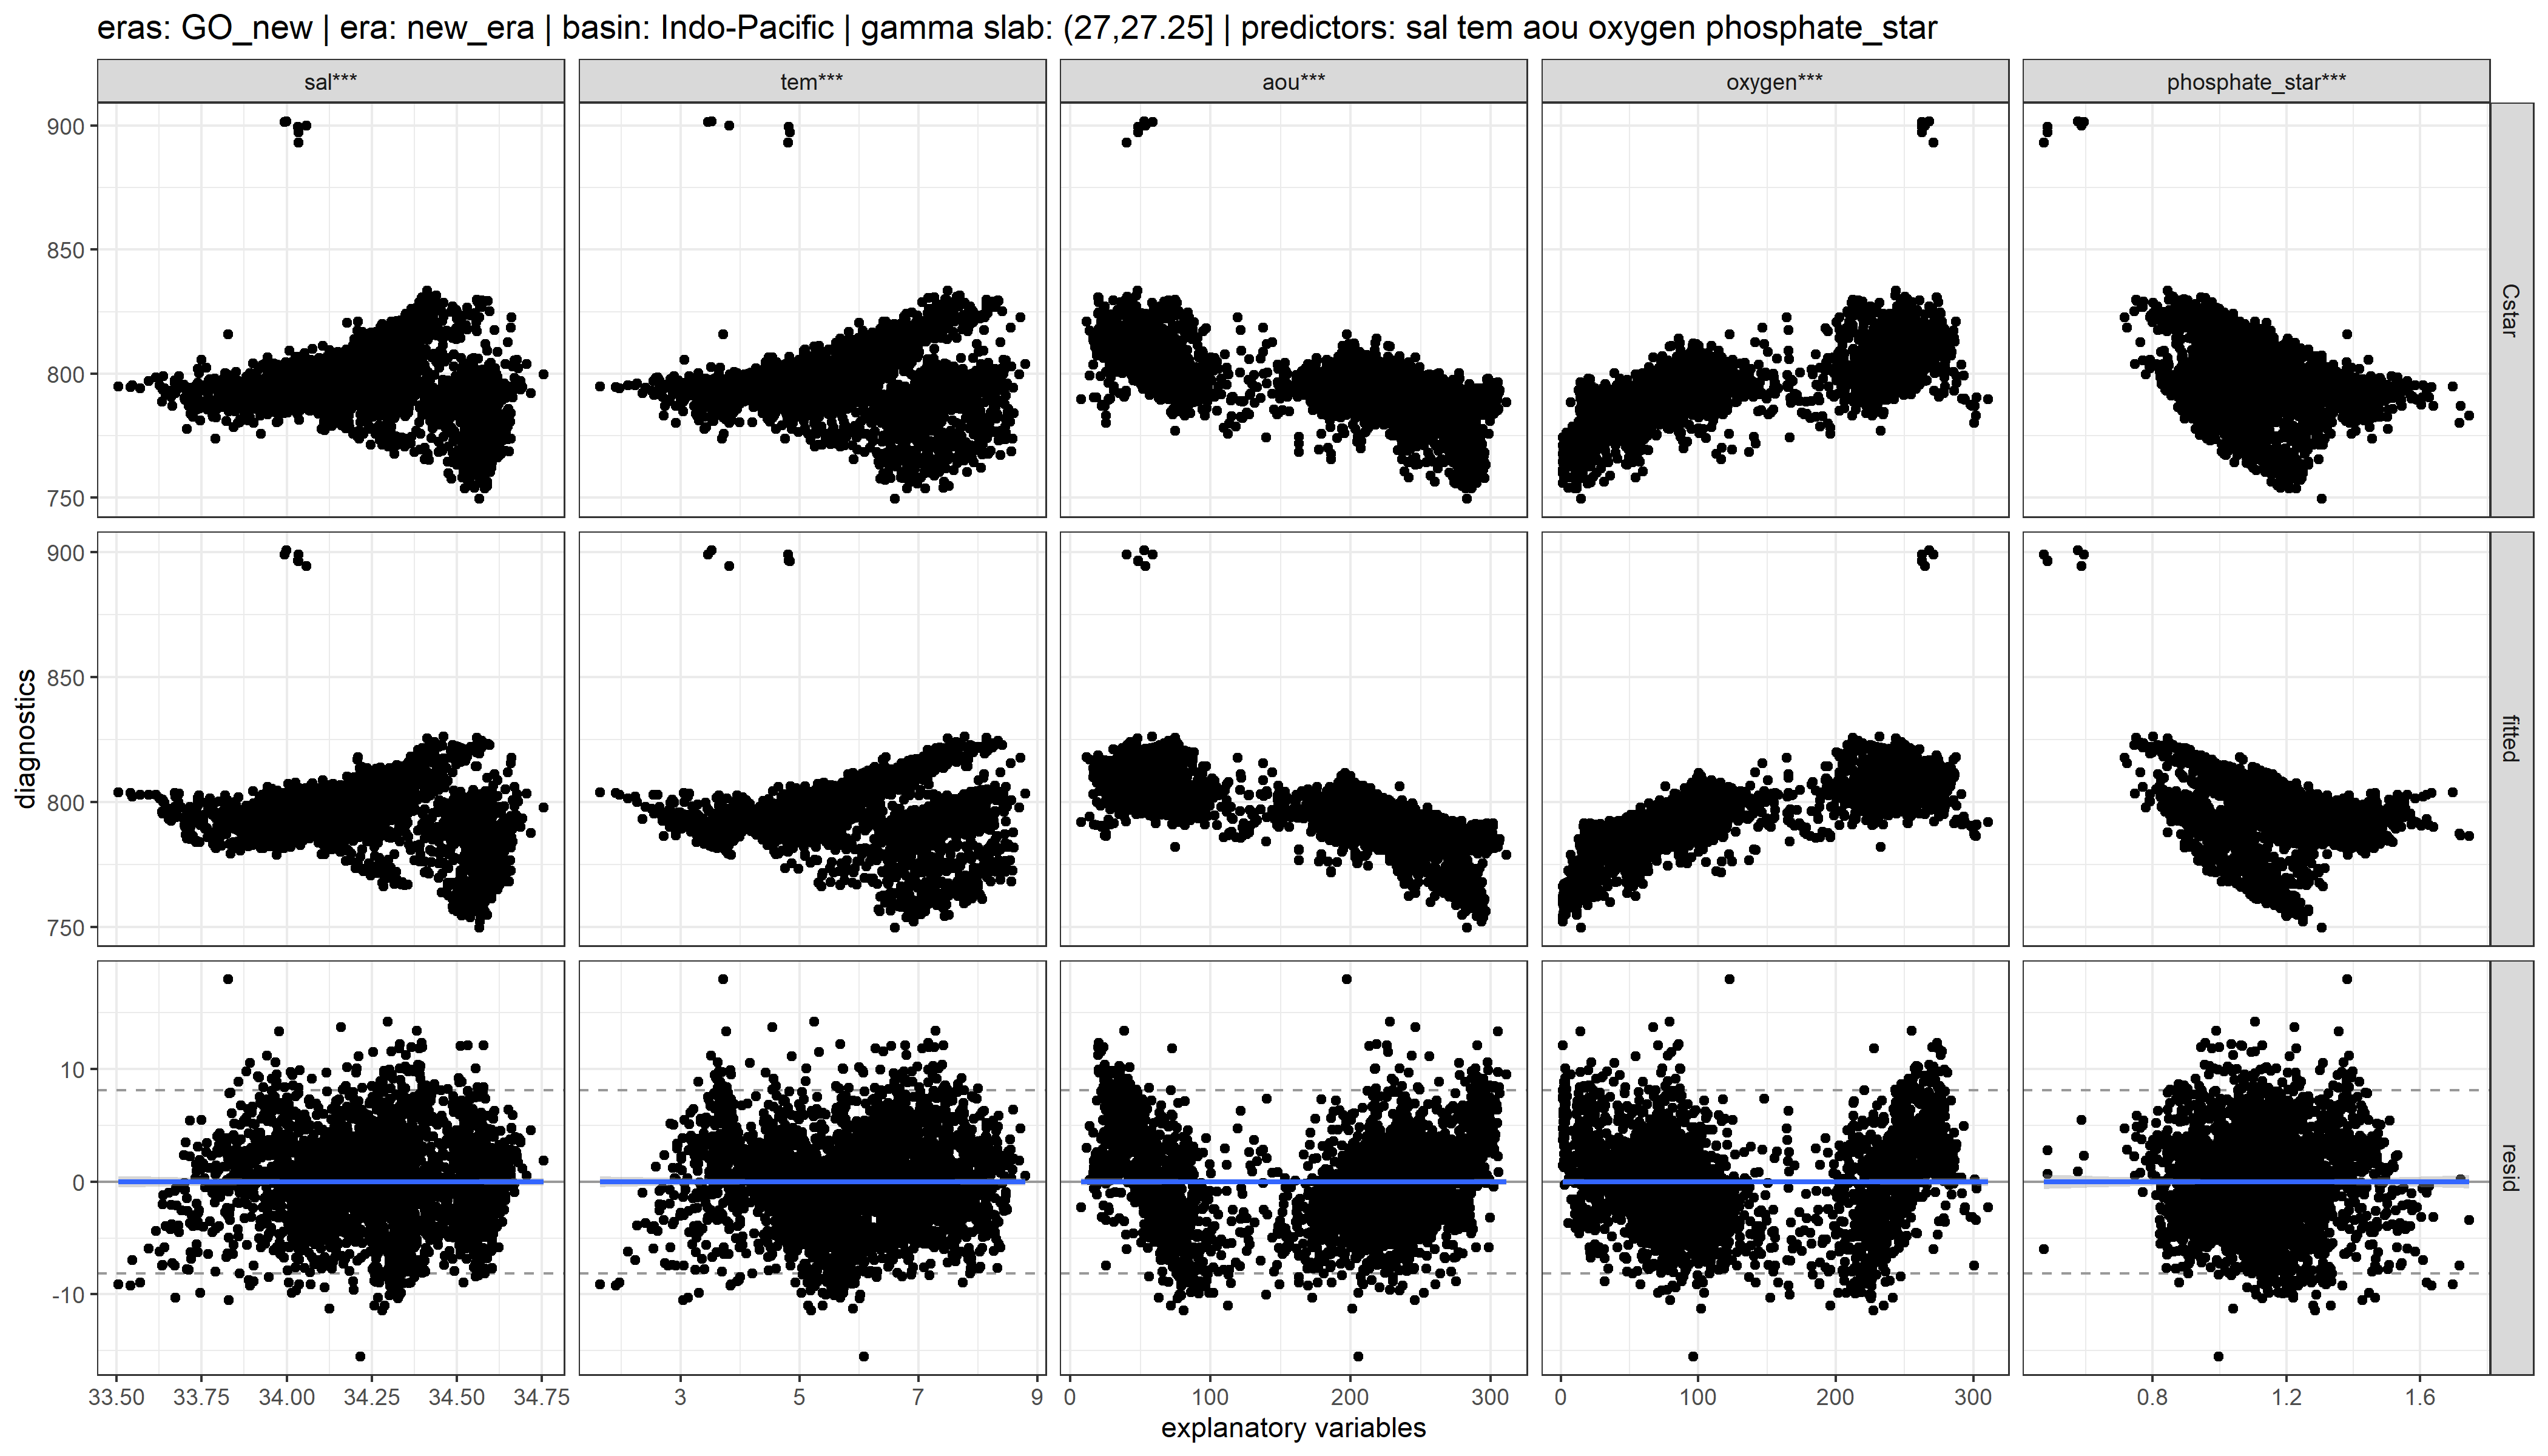 eras: GO_new | era: new_era | basin: Indo-Pacific | gamma slab: (27,27.25] | predictors: sal tem aou oxygen phosphate_star
sal*** tem*** aou*** oxygen*** phosphate_star***
900
850
800
750
Cstar
900
850
800
750
fitted
diagnostics
10
0
-10
resid
33.50 33.75 34.00 34.25 34.50 34.75 3 5 7 9 0 100 200 300 0 100 200 300 0.8 1.2 1.6
explanatory variables